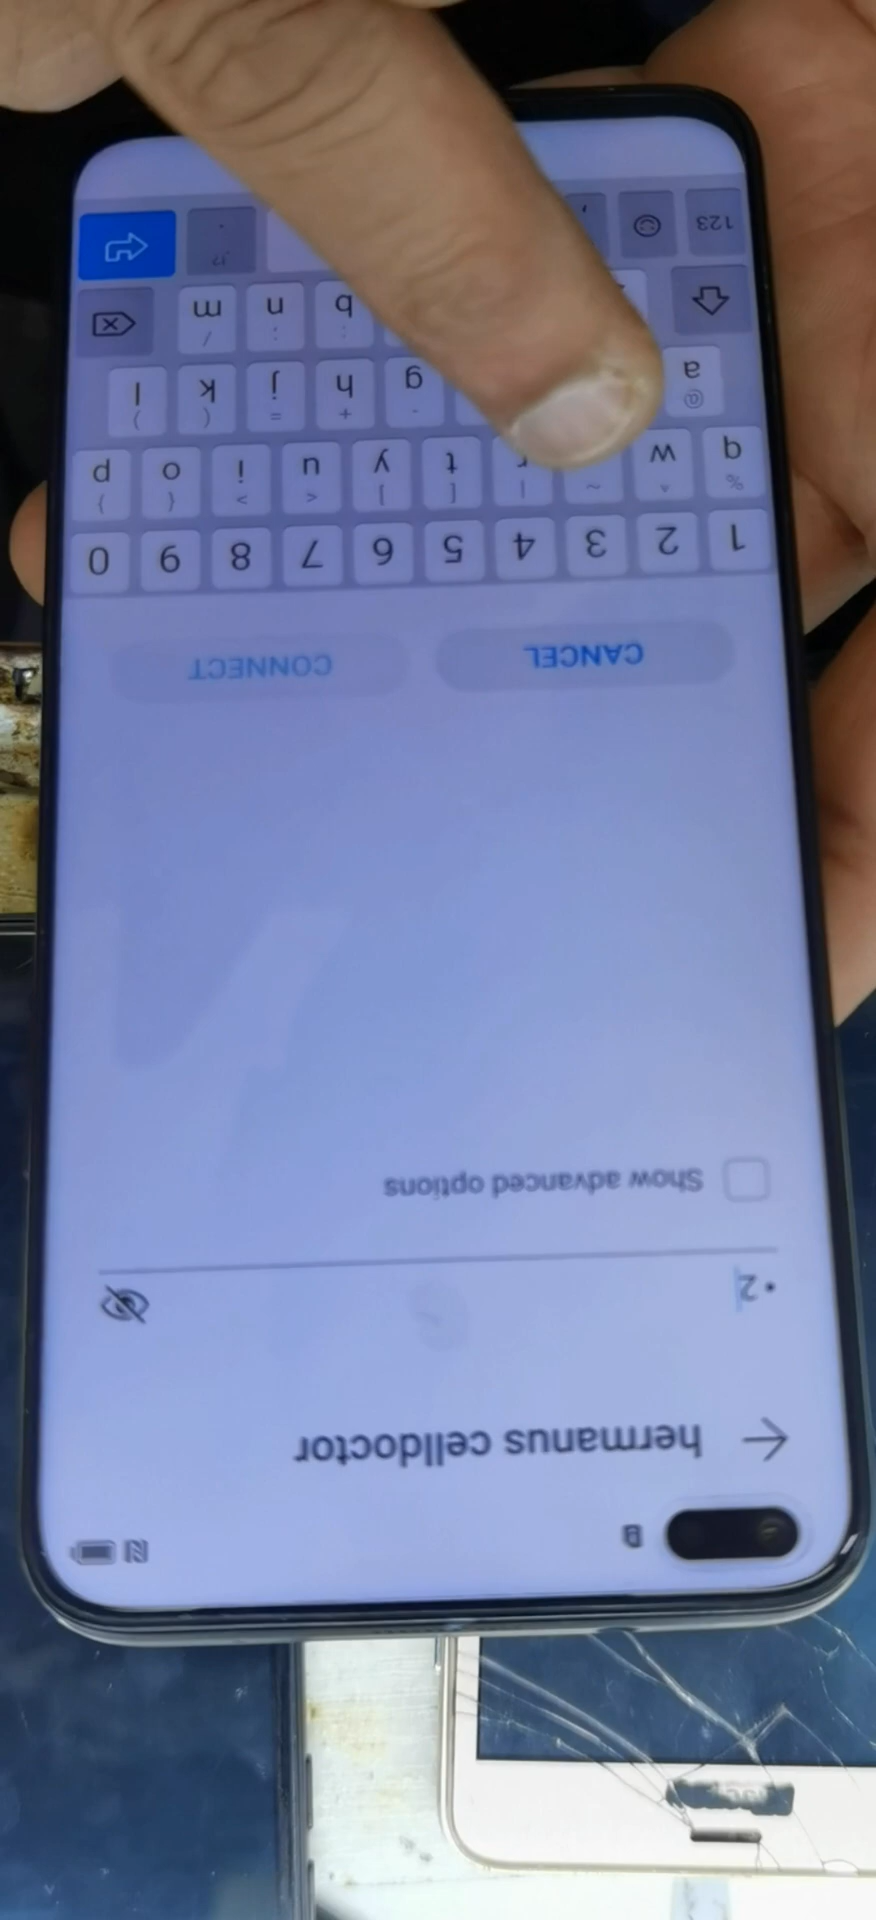 hermanus celldoctor
•2
Show advanced options
CANCEL CONNECT
1 2 3 4 5 6 7 8 9 0
% ^ ~ | [ ] < > { }
q w r t y u i o p
@ - + = ( )
a g h j k l
; : /
b n m
123 , !? .